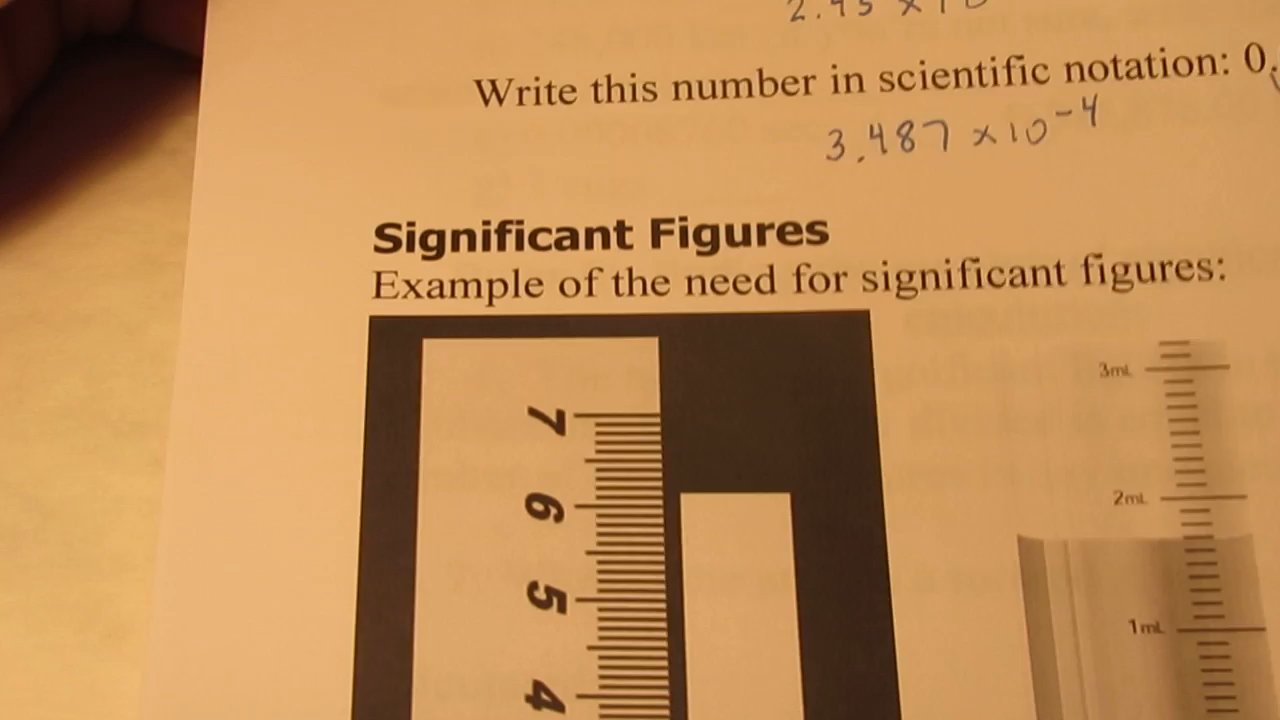 Write this number in scientific notation: 0.
3.487 ×10⁻⁴
Significant Figures
Example of the need for significant figures:
7
3mL
6
2mL
5
1mL
4